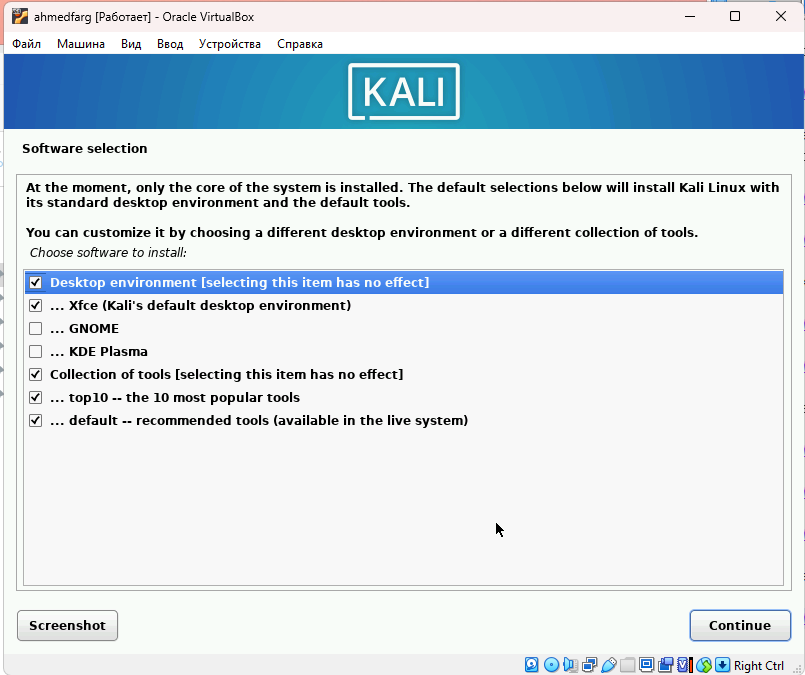 ahmedfarg [Работает] - Oracle VirtualBox
Файл Машина Вид Ввод Устройства Справка
KALI
Software selection
At the moment, only the core of the system is installed. The default selections below will install Kali Linux with
its standard desktop environment and the default tools.
You can customize it by choosing a different desktop environment or a different collection of tools.
Choose software to install:
Desktop environment [selecting this item has no effect]
... Xfce (Kali's default desktop environment)
... GNOME
... KDE Plasma
Collection of tools [selecting this item has no effect]
... top10 -- the 10 most popular tools
... default -- recommended tools (available in the live system)
Screenshot Continue
Right Ctrl